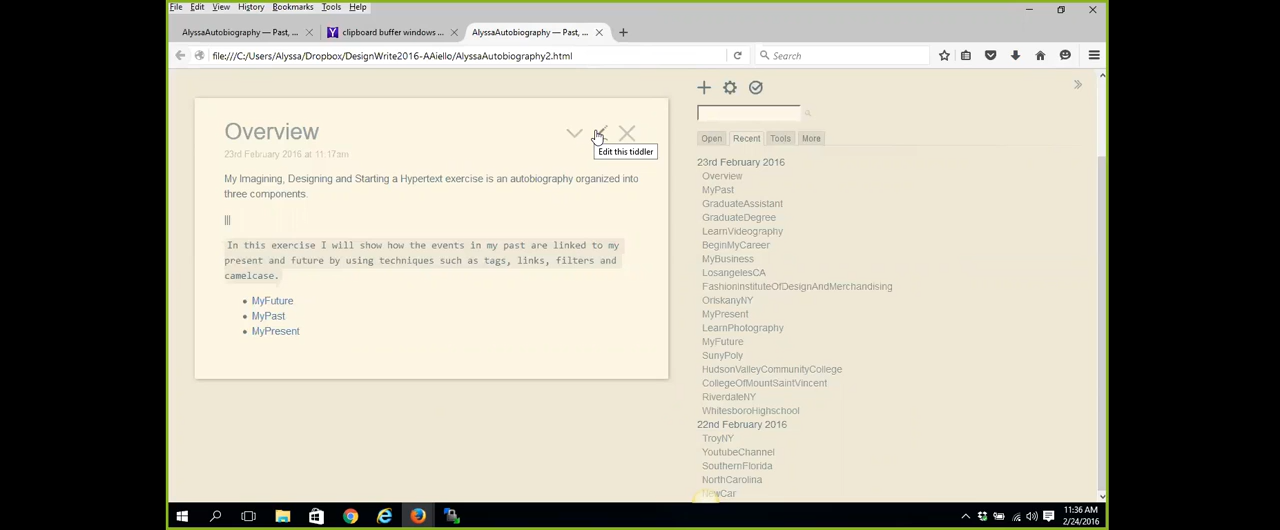 File Edit View History Bookmarks Tools Help
AlyssaAutobiography — Past, ...
clipboard buffer windows ...
AlyssaAutobiography — Past, ...
file:///C:/Users/Alyssa/Dropbox/DesignWrite2016-AAiello/AlyssaAutobiography2.html
Search
Overview
23rd February 2016 at 11:17am
Edit this tiddler
My Imagining, Designing and Starting a Hypertext exercise is an autobiography organized into
three components.
|||
In this exercise I will show how the events in my past are linked to my
present and future by using techniques such as tags, links, filters and
camelcase.
MyFuture
MyPast
MyPresent
Open Recent Tools More
23rd February 2016
Overview
MyPast
GraduateAssistant
GraduateDegree
LearnVideography
BeginMyCareer
MyBusiness
LosangelesCA
FashionInstituteOfDesignAndMerchandising
OriskanyNY
MyPresent
LearnPhotography
MyFuture
SunyPoly
HudsonValleyCommunityCollege
CollegeOfMountSaintVincent
RiverdaleNY
WhitesboroHighschool
22nd February 2016
TroyNY
YoutubeChannel
SouthernFlorida
NorthCarolina
NewCar
11:36 AM
2/24/2016